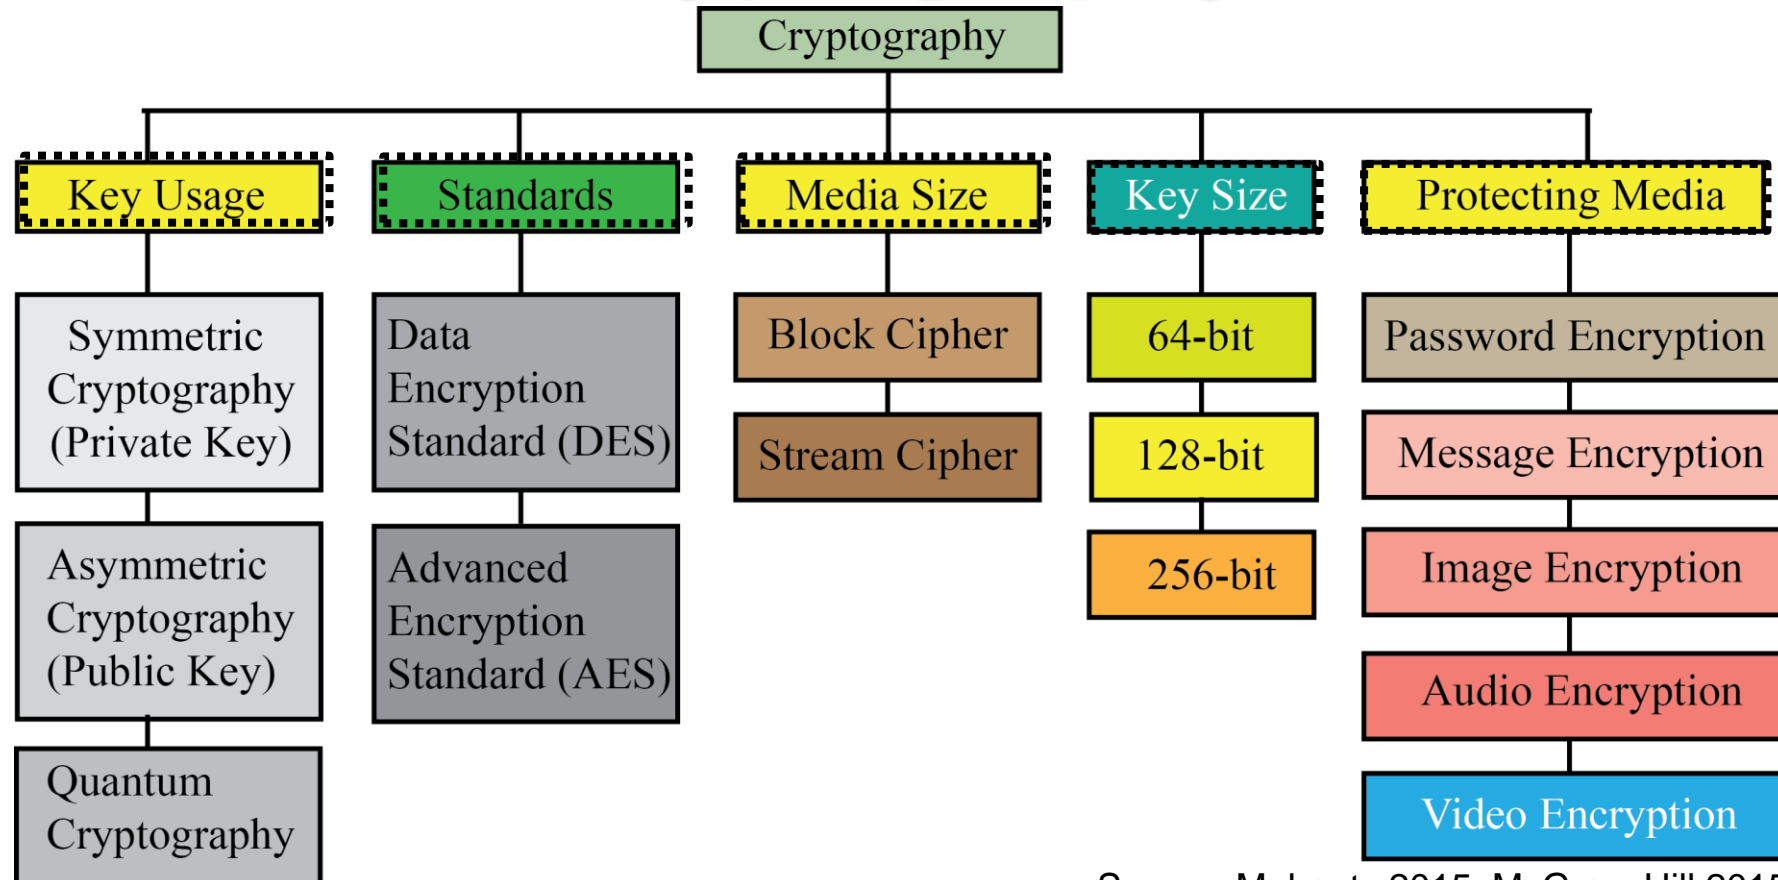 Cryptography
Key Usage
Standards
Media Size
Key Size
Protecting Media
Symmetric
Cryptography
(Private Key)
Asymmetric
Cryptography
(Public Key)
Quantum
Cryptography
Data
Encryption
Standard (DES)
Advanced
Encryption
Standard (AES)
Block Cipher
Stream Cipher
64-bit
128-bit
256-bit
Password Encryption
Message Encryption
Image Encryption
Audio Encryption
Video Encryption
2015